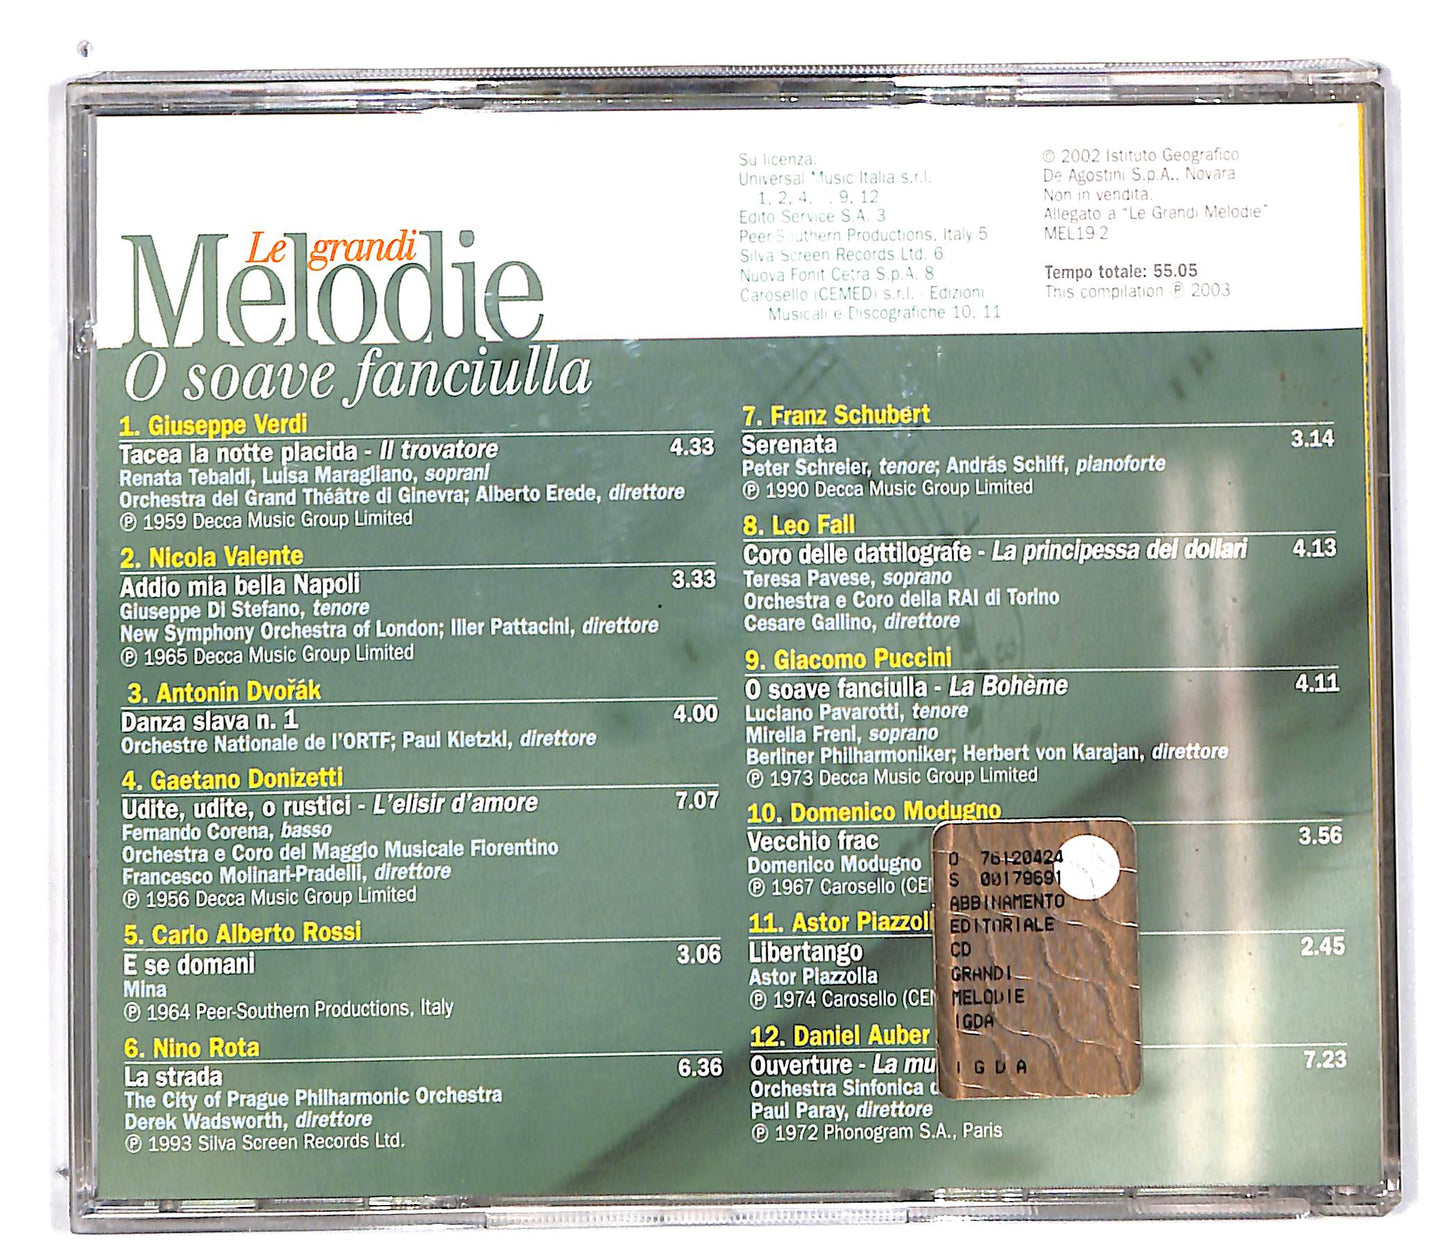 Su licenza:
Universal Music Italia s.r.l.
1, 2, 4, 9, 12
Edito Service S.A. 3
Peer-Southern Productions, Italy 5
Silva Screen Records Ltd. 6
Nuova Fonit Cetra S.p.A. 8
Carosello (CEMED) s.r.l. - Edizioni
Musicali e Discografiche 10, 11
© 2002 Istituto Geografico
De Agostini S.p.A., Novara
Non in vendita.
Allegato a "Le Grandi Melodie"
MEL19-2
Tempo totale: 55.05
This compilation ℗ 2003
Le grandi
Melodie
O soave fanciulla
1. Giuseppe Verdi
Tacea la notte placida - Il trovatore 4.33
Renata Tebaldi, Luisa Maragliano, soprani
Orchestra del Grand Théâtre di Ginevra; Alberto Erede, direttore
℗ 1959 Decca Music Group Limited
2. Nicola Valente
Addio mia bella Napoli 3.33
Giuseppe Di Stefano, tenore
New Symphony Orchestra of London; Iller Pattacini, direttore
℗ 1965 Decca Music Group Limited
3. Antonín Dvořák
Danza slava n. 1 4.00
Orchestre Nationale de l'ORTF; Paul Kletzki, direttore
4. Gaetano Donizetti
Udite, udite, o rustici - L'elisir d'amore 7.07
Fernando Corena, basso
Orchestra e Coro del Maggio Musicale Fiorentino
Francesco Molinari-Pradelli, direttore
℗ 1956 Decca Music Group Limited
5. Carlo Alberto Rossi
E se domani 3.06
Mina
℗ 1964 Peer-Southern Productions, Italy
6. Nino Rota
La strada 6.36
The City of Prague Philharmonic Orchestra
Derek Wadsworth, direttore
℗ 1993 Silva Screen Records Ltd.
7. Franz Schubert
Serenata 3.14
Peter Schreier, tenore; András Schiff, pianoforte
℗ 1990 Decca Music Group Limited
8. Leo Fall
Coro delle dattilografe - La principessa dei dollari 4.13
Teresa Pavese, soprano
Orchestra e Coro della RAI di Torino
Cesare Gallino, direttore
9. Giacomo Puccini
O soave fanciulla - La Bohème 4.11
Luciano Pavarotti, tenore
Mirella Freni, soprano
Berliner Philharmoniker; Herbert von Karajan, direttore
℗ 1973 Decca Music Group Limited
10. Domenico Modugno
Vecchio frac 3.56
Domenico Modugno
℗ 1967 Carosello (CE
11. Astor Piazzoll
Libertango 2.45
Astor Piazzolla
℗ 1974 Carosello (CE
12. Daniel Auber
Ouverture - La mu 7.23
Orchestra Sinfonica
Paul Paray, direttore
℗ 1972 Phonogram S.A., Paris
O 76120424
S 00179691
ABBINAMENTO
EDITORIALE
CD
GRANDI
MELODIE
IGDA
I G D A